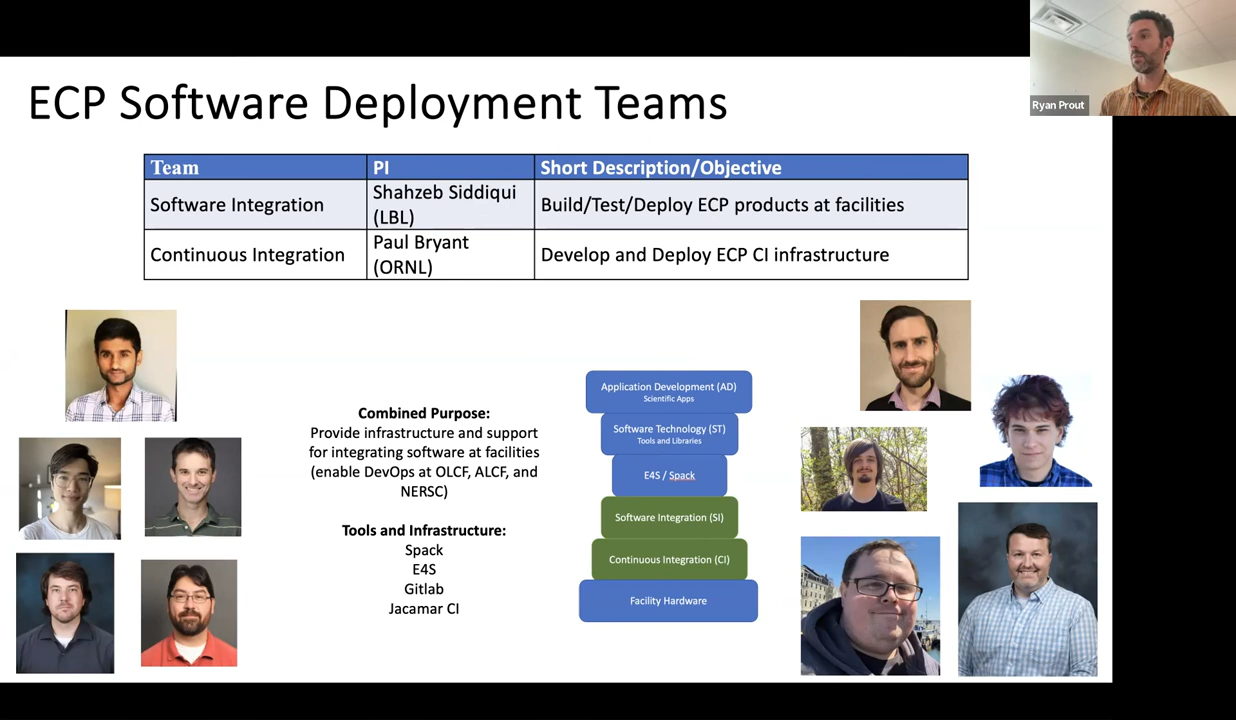 Ryan Prout
ECP Software Deployment Teams
Team PI Short Description/Objective
Software Integration
Shahzeb Siddiqui
(LBL)
Build/Test/Deploy ECP products at facilities
Continuous Integration
Paul Bryant
(ORNL)
Develop and Deploy ECP CI infrastructure
Combined Purpose:
Provide infrastructure and support
for integrating software at facilities
(enable DevOps at OLCF, ALCF, and
NERSC)
Tools and Infrastructure:
Spack
E4S
Gitlab
Jacamar CI
Application Development (AD)
Scientific Apps
Software Technology (ST)
Tools and Libraries
E4S / Spack
Software Integration (SI)
Continuous Integration (CI)
Facility Hardware